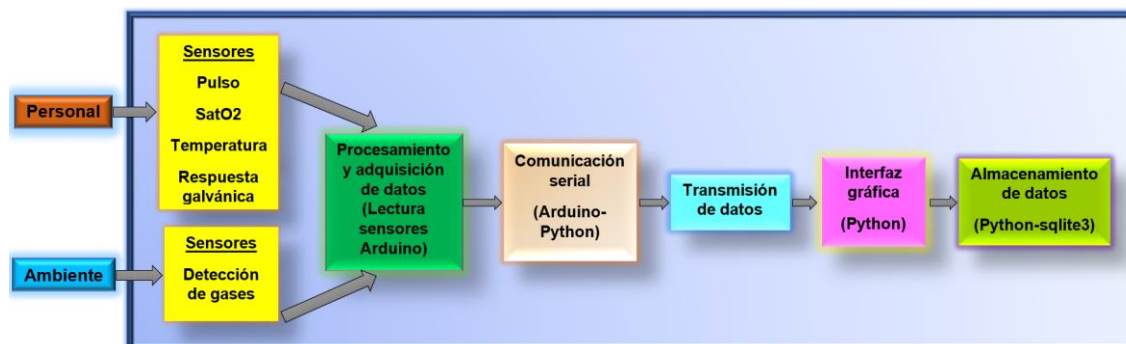 Personal
Sensores
Pulso
SatO2
Temperatura
Respuesta
galvánica
Ambiente
Sensores
Detección
de gases
Procesamiento
y adquisición
de datos
(Lectura
sensores
Arduino)
Comunicación
serial
(Arduino-
Python)
Transmisión
de datos
Interfaz
gráfica
(Python)
Almacenamiento
de datos
(Python-sqlite3)